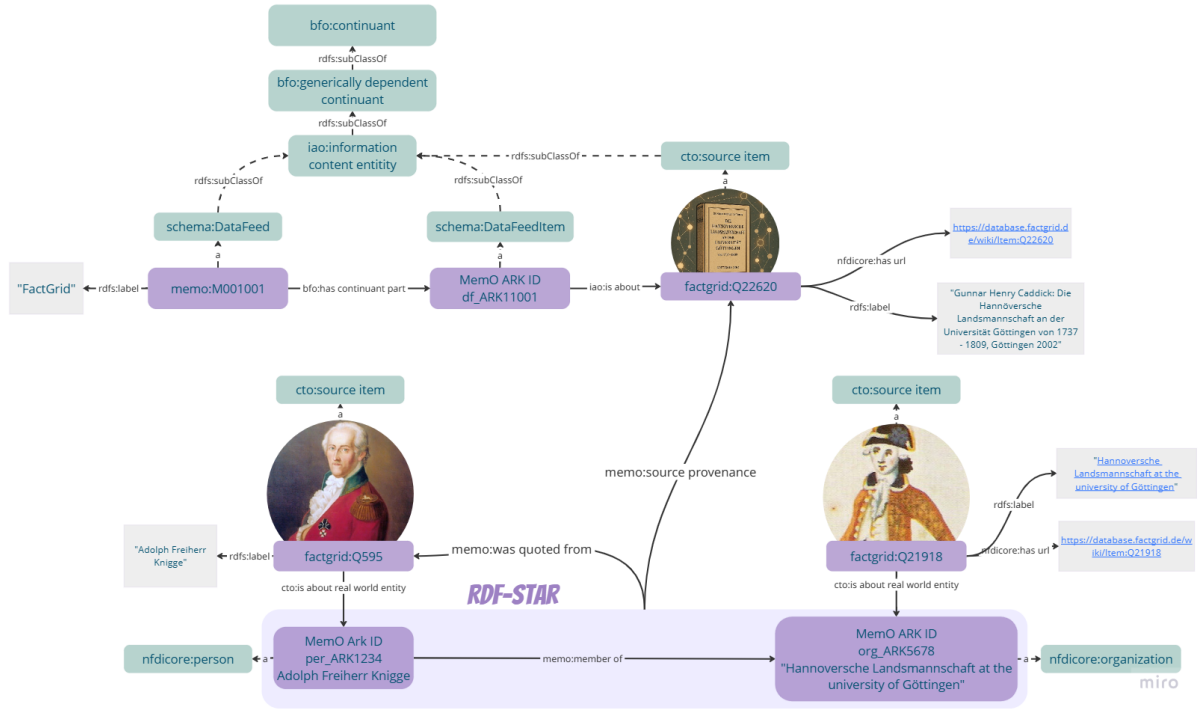 bfo:continuant
rdfs:subClassOf
bfo:generically dependent
continuant
rdfs:subClassOf
iao:information
content entitity
rdfs:subClassOf
cto:source item
rdfs:subClassOf
rdfs:subClassOf
a
schema:DataFeed
schema:DataFeedItem
a
a
https://database.factgrid.d
e/wiki/Item:Q22620
nfdicore:has url
"FactGrid"
rdfs:label
memo:M001001
bfo:has continuant part
MemO ARK ID
df_ARK11001
iao:is about
factgrid:Q22620
rdfs:label
"Gunnar Henry Caddick: Die
Hannöversche
Landsmannschaft an der
Universität Göttingen von 1737
- 1809, Göttingen 2002"
cto:source item
a
cto:source item
a
memo:source provenance
"Hannoversche
Landsmannschaft at the
university of Göttingen"
rdfs:label
"Adolph Freiherr
Knigge"
rdfs:label
factgrid:Q595
memo:was quoted from
factgrid:Q21918
nfdicore:has url
https://database.factgrid.de/w
iki/Item:Q21918
cto:is about real world entity
cto:is about real world entity
RDF-STAR
nfdicore:person
a
MemO Ark ID
per_ARK1234
Adolph Freiherr Knigge
memo:member of
MemO ARK ID
org_ARK5678
"Hannoversche Landsmannschaft at the
university of Göttingen"
a
nfdicore:organization
miro